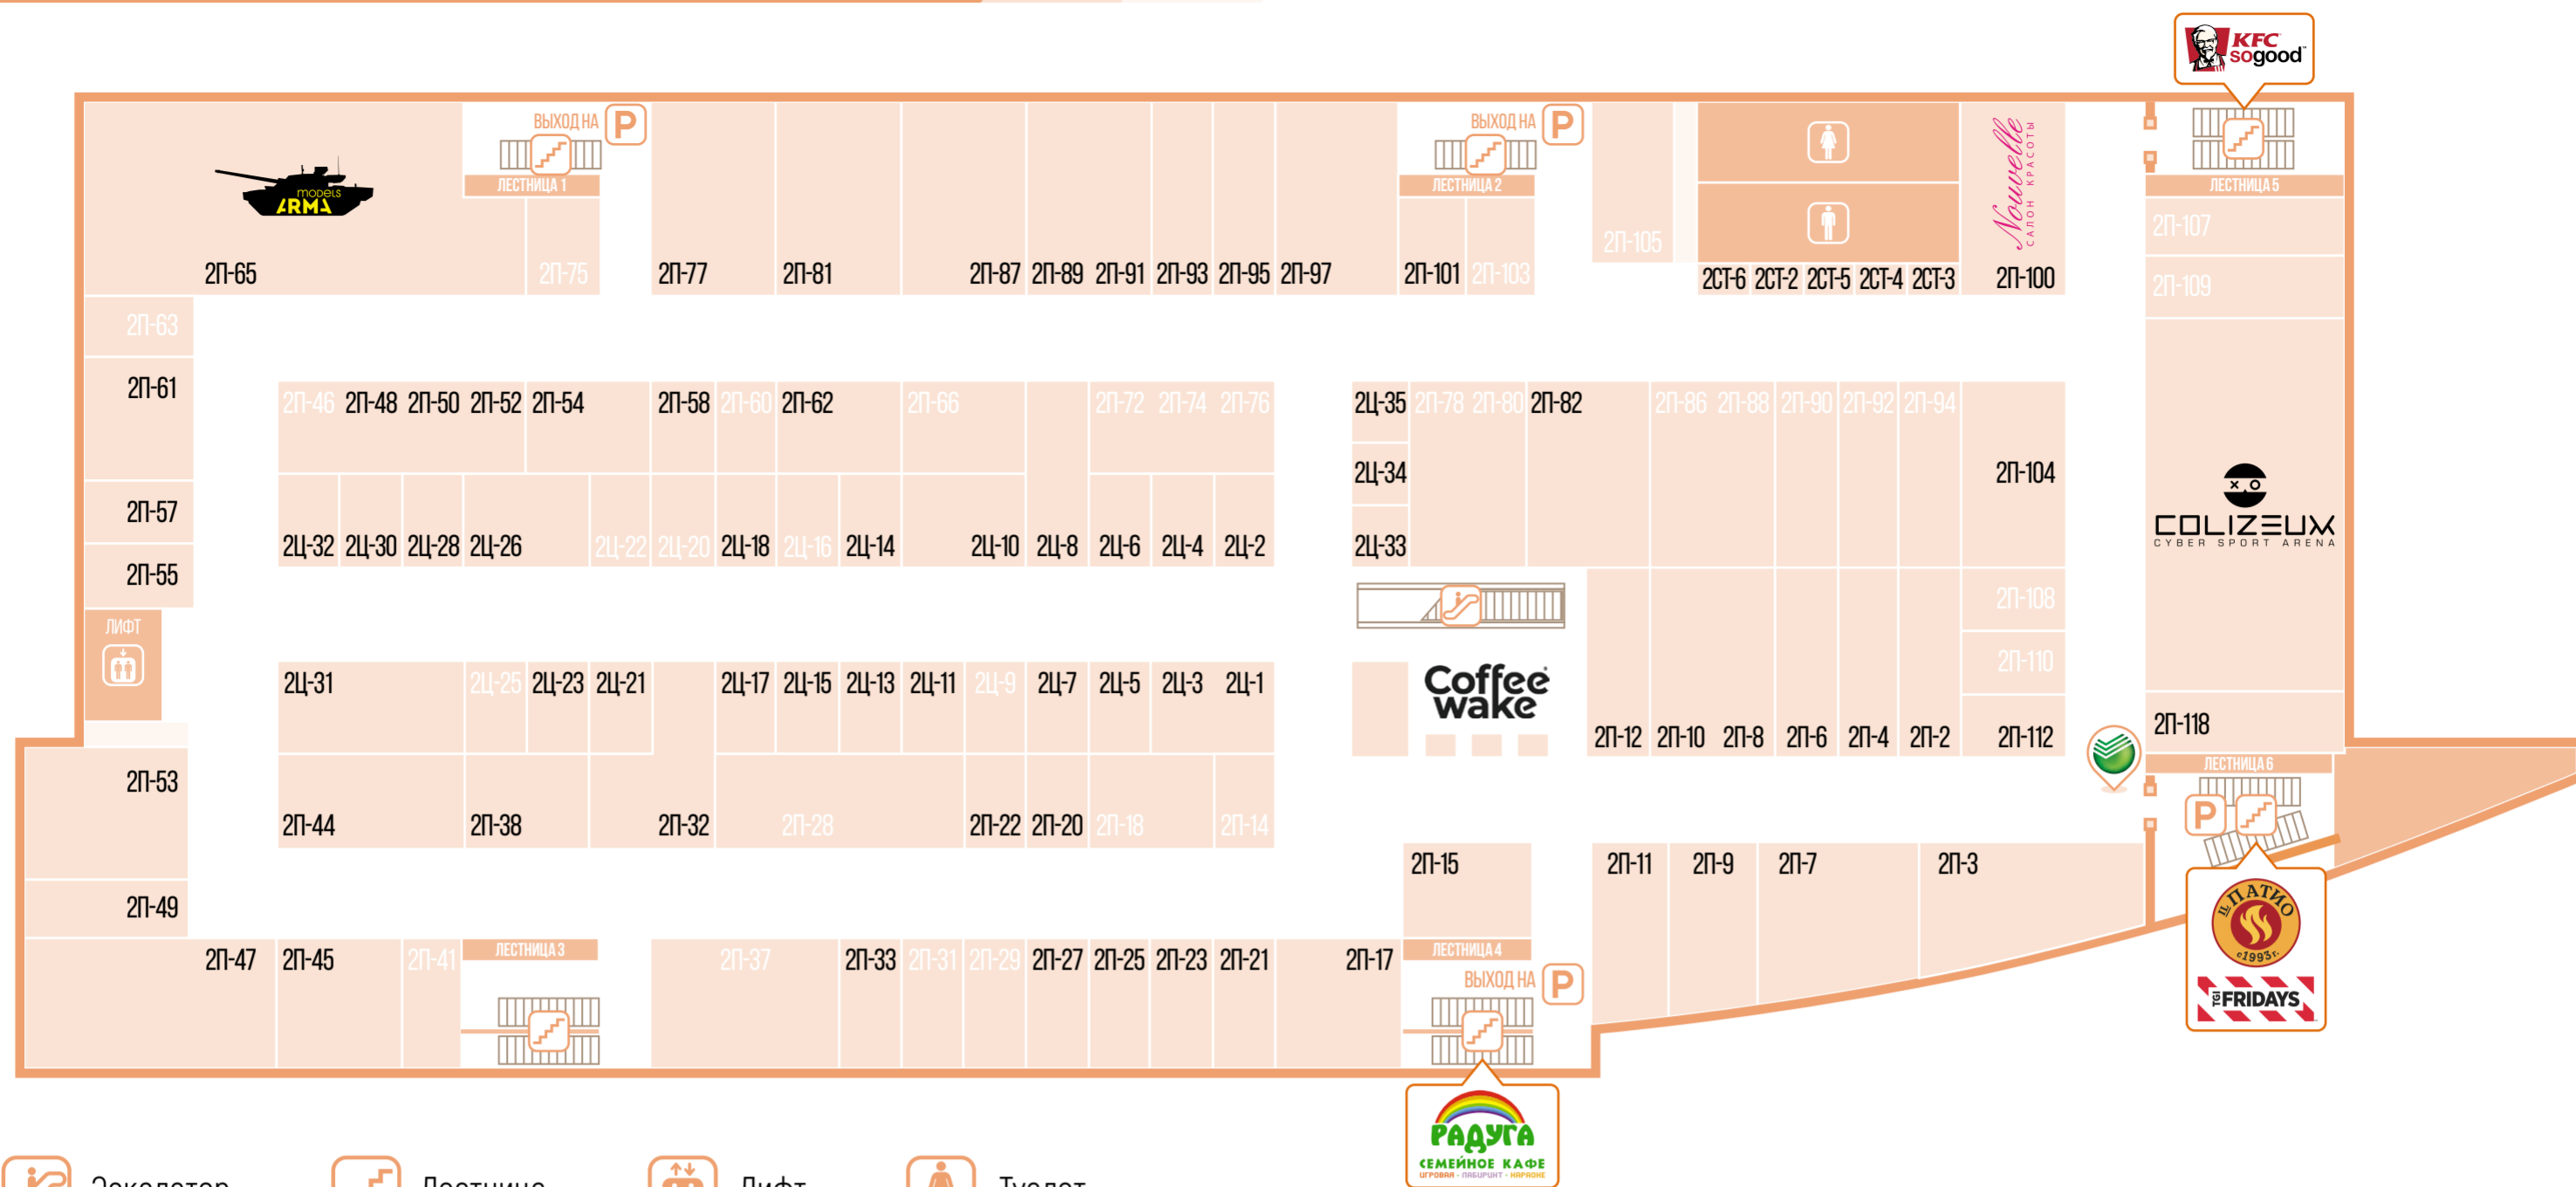 KFC
sogood
ВЫХОД НА P
ВЫХОД НА P
ЛЕСТНИЦА 1
ЛЕСТНИЦА 2
ЛЕСТНИЦА 5
models
ARMA
Nouvelle
САЛОН КРАСОТЫ
2П-107
2П-105
2П-65 2П-75 2П-77 2П-81 2П-87 2П-89 2П-91 2П-93 2П-95 2П-97 2П-101 2П-103 2СТ-6 2СТ-2 2СТ-5 2СТ-4 2СТ-3 2П-100 2П-109
2П-63
2П-61
2П-46 2П-48 2П-50 2П-52 2П-54 2П-58 2П-60 2П-62 2П-66 2П-72 2П-74 2П-76 2Ц-35 2П-78 2П-80 2П-82 2П-86 2П-88 2П-90 2П-92 2П-94
2Ц-34 2П-104
2П-57
COLIZEUM
CYBER SPORT ARENA
2Ц-32 2Ц-30 2Ц-28 2Ц-26 2Ц-22 2Ц-20 2Ц-18 2Ц-16 2Ц-14 2Ц-10 2Ц-8 2Ц-6 2Ц-4 2Ц-2 2Ц-33
2П-55
2П-108
ЛИФТ
2П-110
2Ц-31 2Ц-25 2Ц-23 2Ц-21 2Ц-17 2Ц-15 2Ц-13 2Ц-11 2Ц-9 2Ц-7 2Ц-5 2Ц-3 2Ц-1
Coffee
wake
2П-12 2П-10 2П-8 2П-6 2П-4 2П-2 2П-112 2П-118
ЛЕСТНИЦА 6
2П-53
P
2П-44 2П-38 2П-32 2П-28 2П-22 2П-20 2П-18 2П-14
2П-15 2П-11 2П-9 2П-7 2П-3
2П-49
IL ПАТИО
с1993г.
TGI FRIDAYS
ЛЕСТНИЦА 3
ЛЕСТНИЦА 4
2П-47 2П-45 2П-41 2П-37 2П-33 2П-31 2П-29 2П-27 2П-25 2П-23 2П-21 2П-17
ВЫХОД НА P
РАДУГА
СЕМЕЙНОЕ КАФЕ
ИГРОВАЯ - ЛАБИРИНТ - КАРАОКЕ
Эскалатор Лестница Лифт Туалет